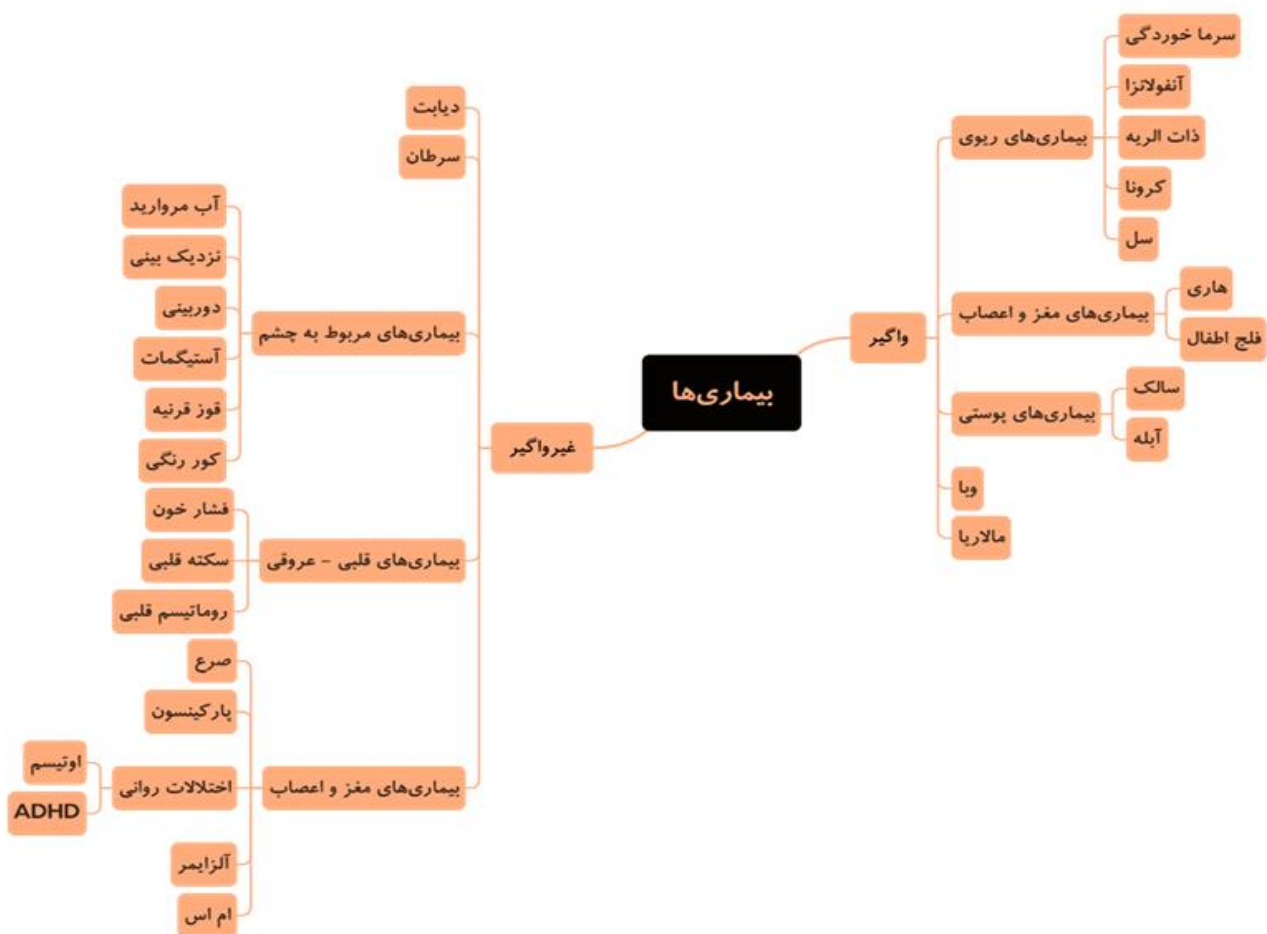 بیماری‌ها
واگیر
بیماری‌های ریوی
سرما خوردگی
آنفولانزا
ذات الریه
کرونا
سل
بیماری‌های مغز و اعصاب
هاری
فلج اطفال
بیماری‌های پوستی
سالک
آبله
وبا
مالاریا
غیرواگیر
دیابت
سرطان
بیماری‌های مربوط به چشم
آب مروارید
نزدیک بینی
دوربینی
آستیگمات
قوز قرنیه
کور رنگی
بیماری‌های قلبی - عروقی
فشار خون
سکته قلبی
روماتیسم قلبی
بیماری‌های مغز و اعصاب
صرع
پارکینسون
اختلالات روانی
اوتیسم
ADHD
آلزایمر
ام اس